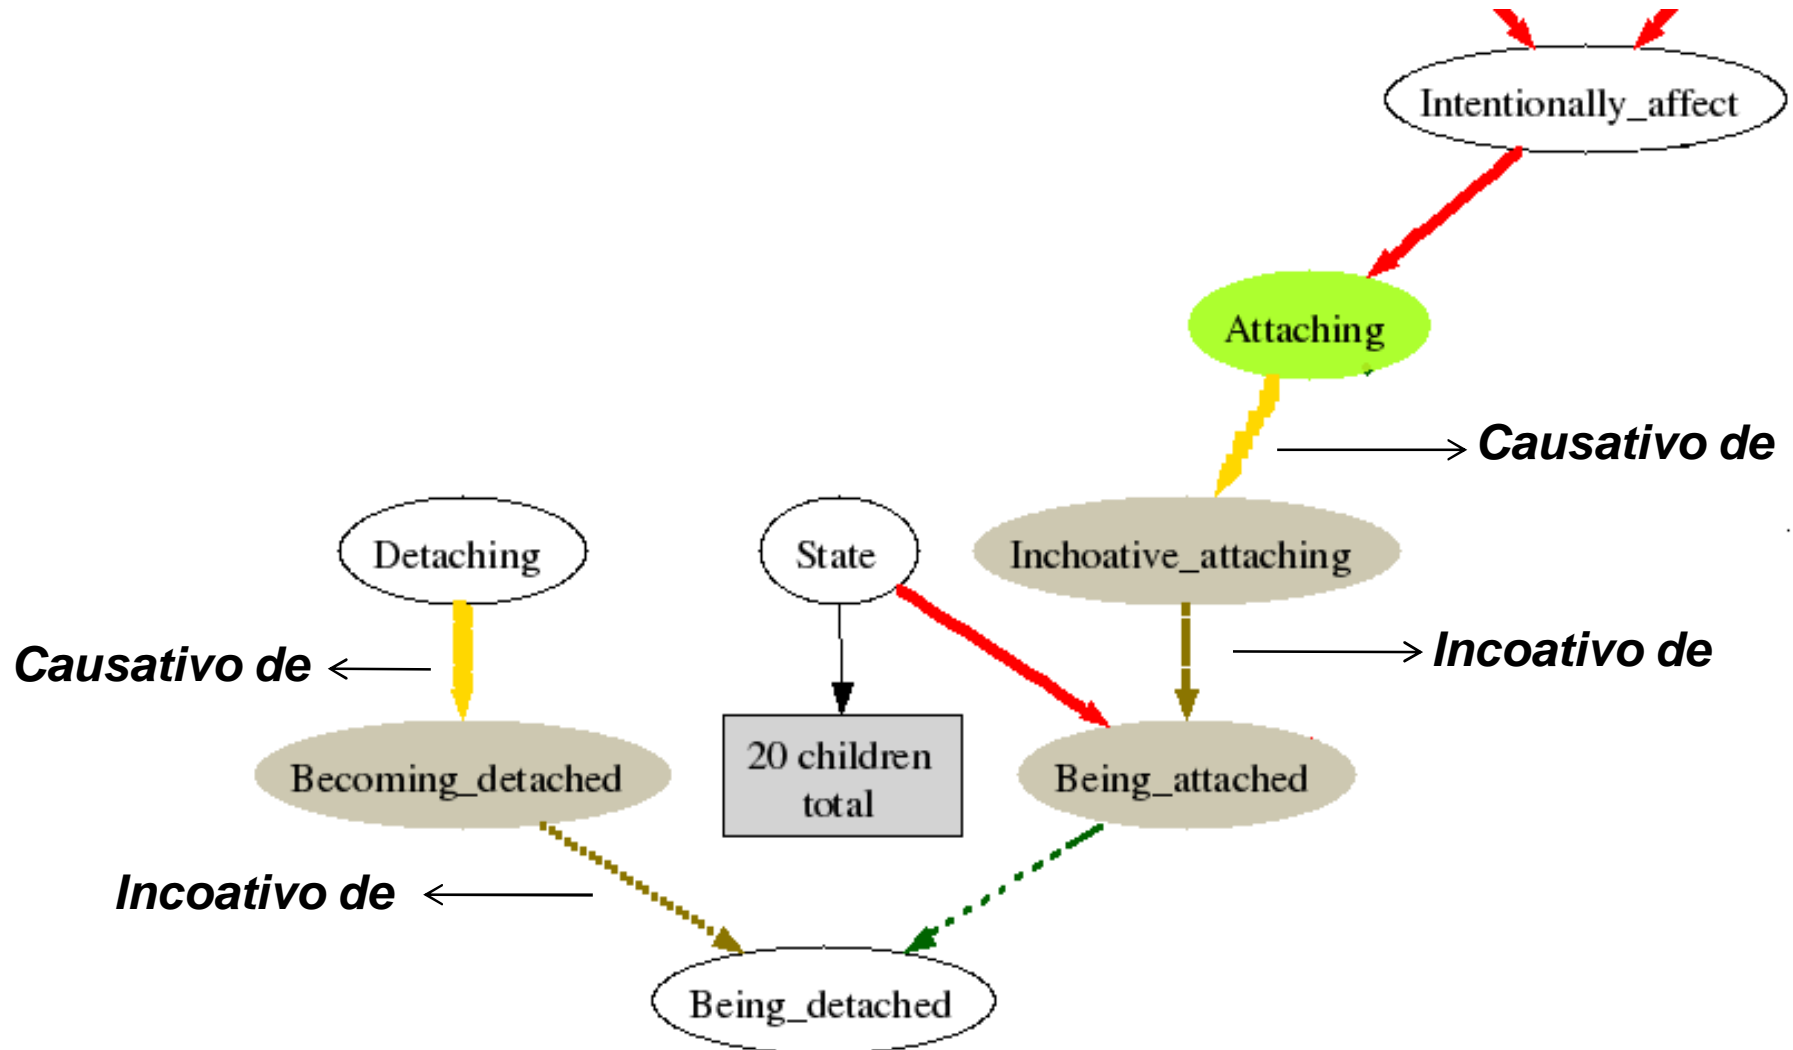 Intentionally_affect
Attaching
Causativo de
Detaching
State
Inchoative_attaching
Causativo de
Incoativo de
Becoming_detached
20 children
total
Being_attached
Incoativo de
Being_detached